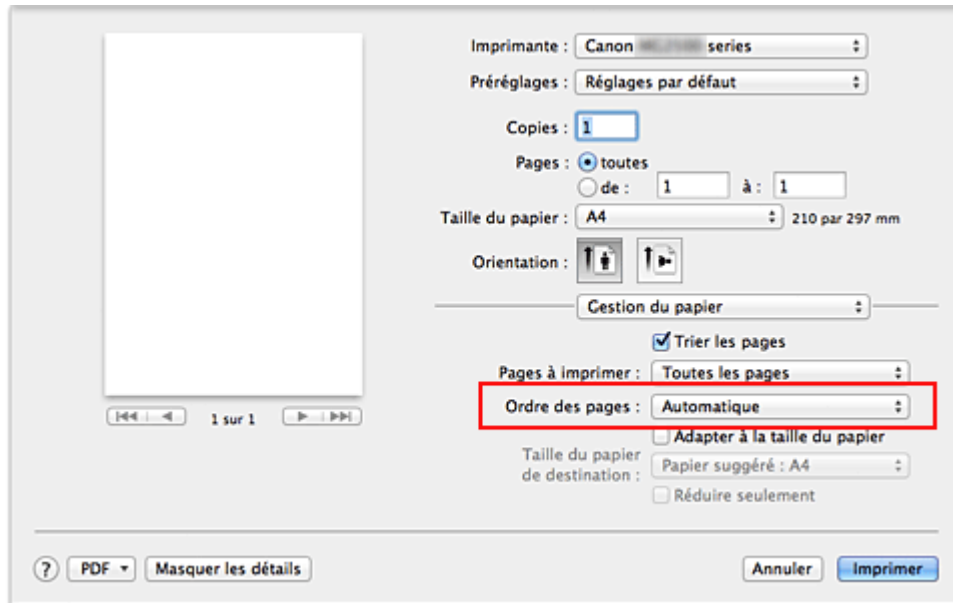 Imprimante : Canon series
Préréglages : Réglages par défaut
Copies : 1
Pages : toutes
de : 1 à : 1
Taille du papier : A4 210 par 297 mm
Orientation :
Gestion du papier
Trier les pages
Pages à imprimer : Toutes les pages
Ordre des pages : Automatique
1 sur 1
Adapter à la taille du papier
Taille du papier
de destination : Papier suggéré : A4
Réduire seulement
? PDF Masquer les détails Annuler Imprimer